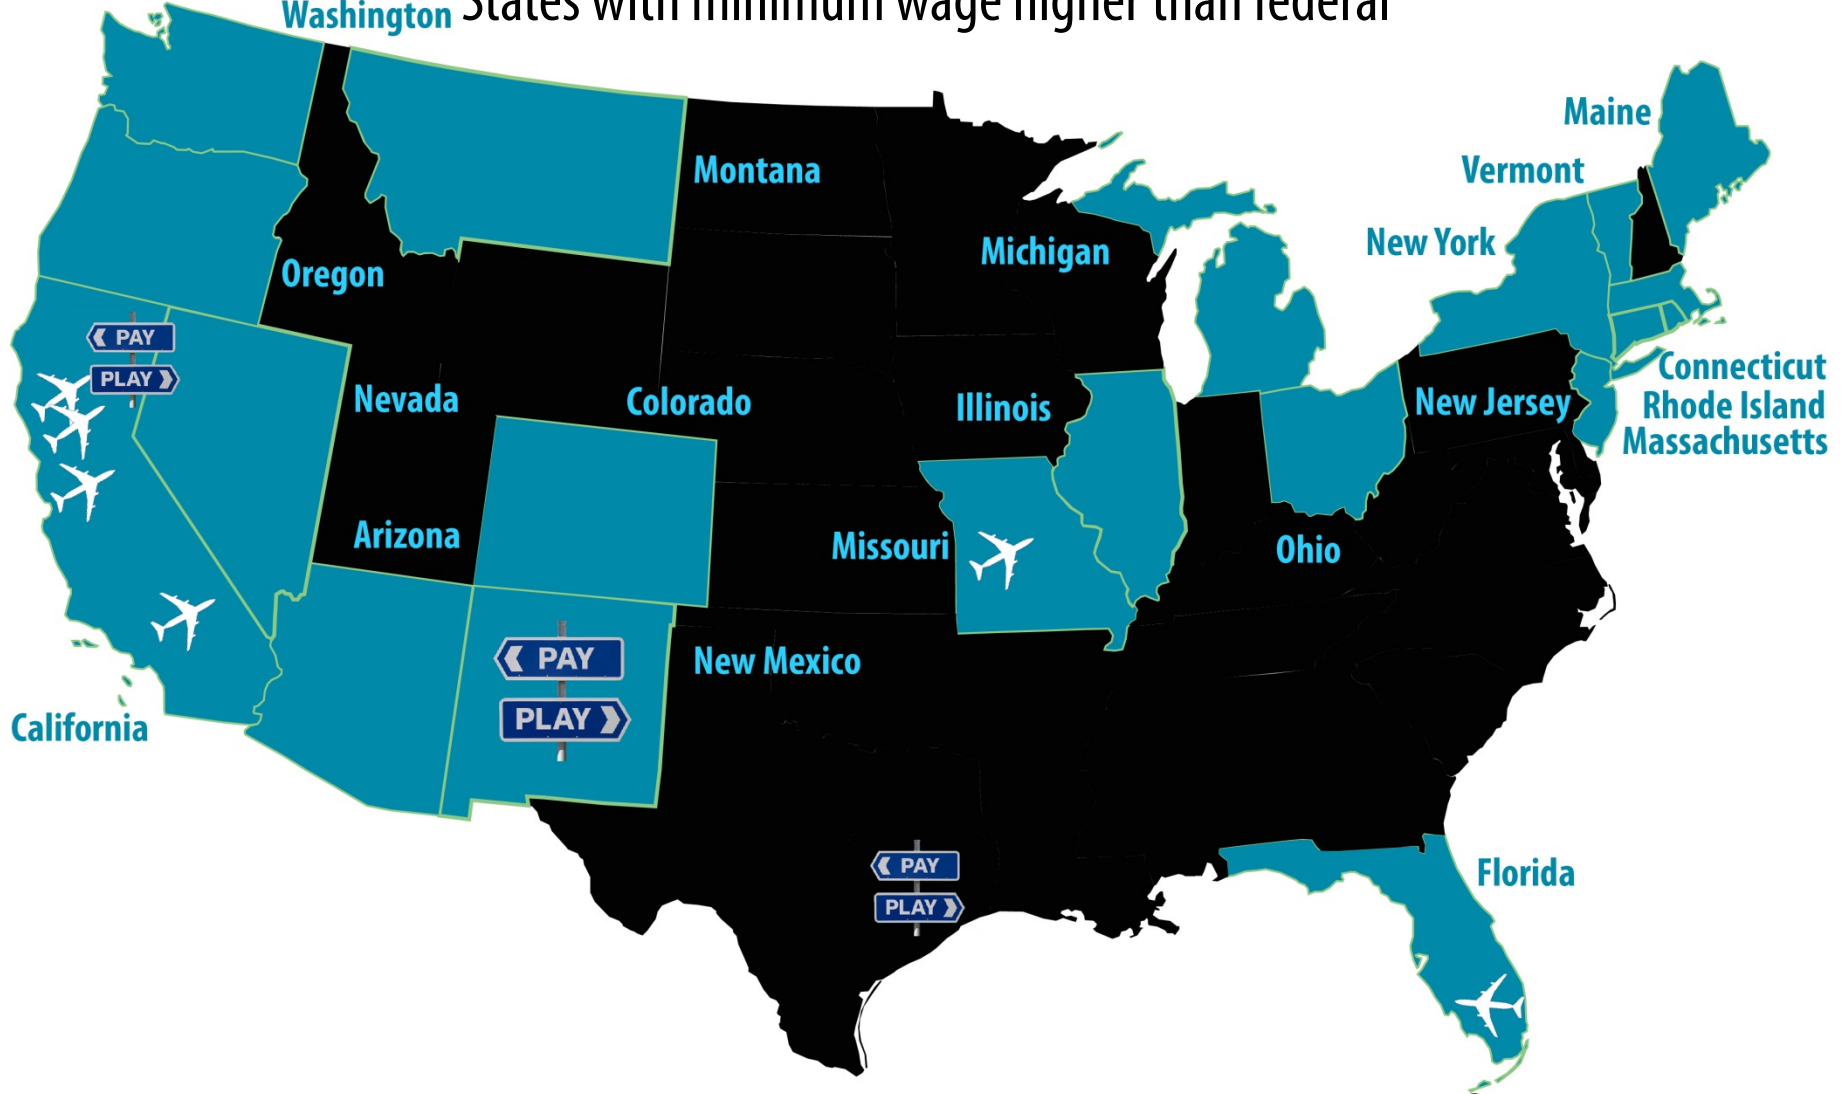 States with minimum wage higher than federal
Washington
Maine
Montana
Vermont
New York
Michigan
Oregon
PAY
PLAY
Connecticut
Nevada
Colorado
Illinois
New Jersey
Rhode Island
Massachusetts
Arizona
Missouri
Ohio
PAY
PLAY
New Mexico
California
PAY
PLAY
Florida